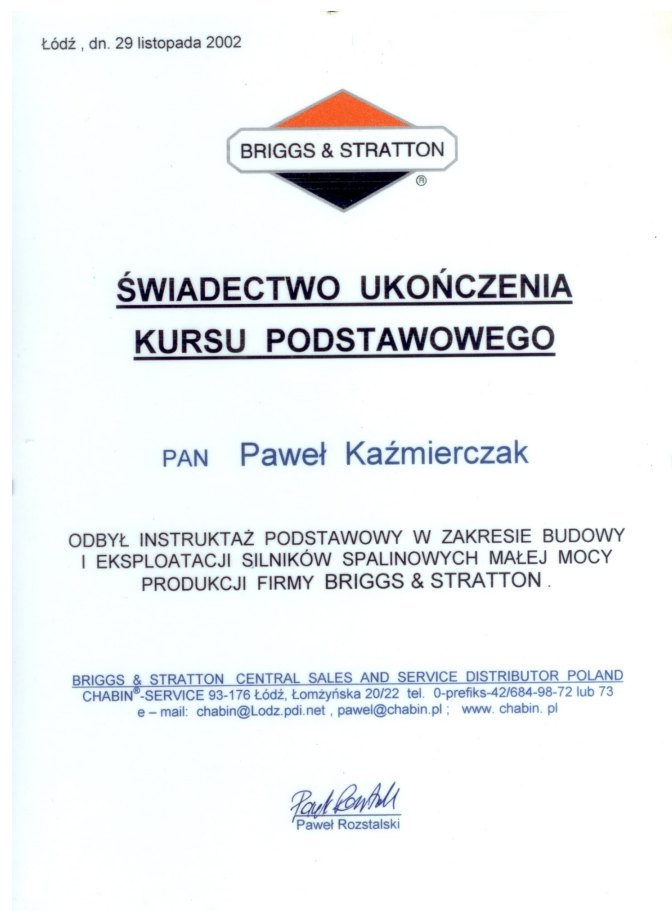 Łódź , dn. 29 listopada 2002
BRIGGS & STRATTON
®
ŚWIADECTWO UKOŃCZENIA
KURSU PODSTAWOWEGO
PAN Paweł Kaźmierczak
ODBYŁ INSTRUKTAŻ PODSTAWOWY W ZAKRESIE BUDOWY
I EKSPLOATACJI SILNIKÓW SPALINOWYCH MAŁEJ MOCY
PRODUKCJI FIRMY BRIGGS & STRATTON .
BRIGGS & STRATTON CENTRAL SALES AND SERVICE DISTRIBUTOR POLAND
CHABIN®-SERVICE 93-176 Łódź, Łomżyńska 20/22 tel. 0-prefiks-42/684-98-72 lub 73
e – mail: chabin@Lodz.pdi.net , pawel@chabin.pl ; www. chabin. pl
Paweł Rozstalski